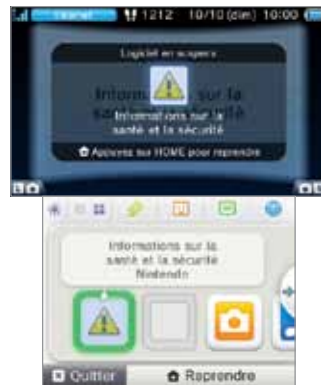 Internet 1212 10/10 (dim) 10:00
Logiciel en suspens
Informations sur la
santé et la sécurité
Appuyez sur HOME pour reprendre
L R
Informations sur la
santé et la sécurité
Nintendo
X Quitter Reprendre